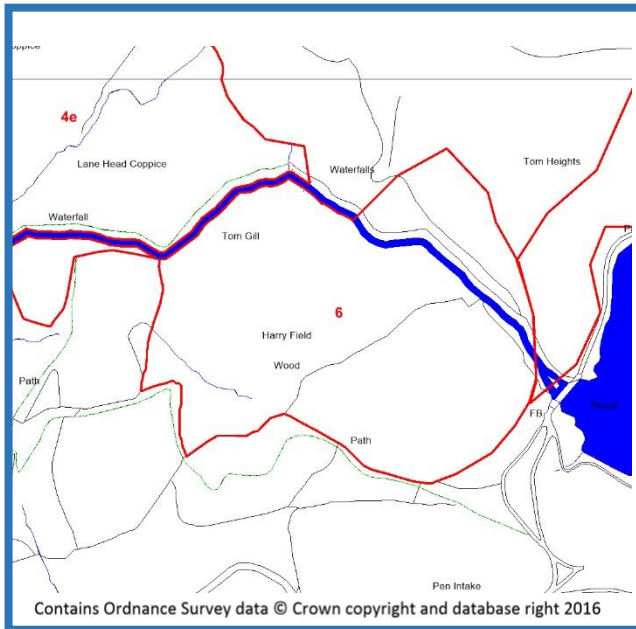 oppice
4e
Lane Head Coppice
Waterfalls
Tom Heights
Waterfall
Tom Gill
6
Harry Field
Wood
Path
Path
FB
Pen Intake
Contains Ordnance Survey data © Crown copyright and database right 2016